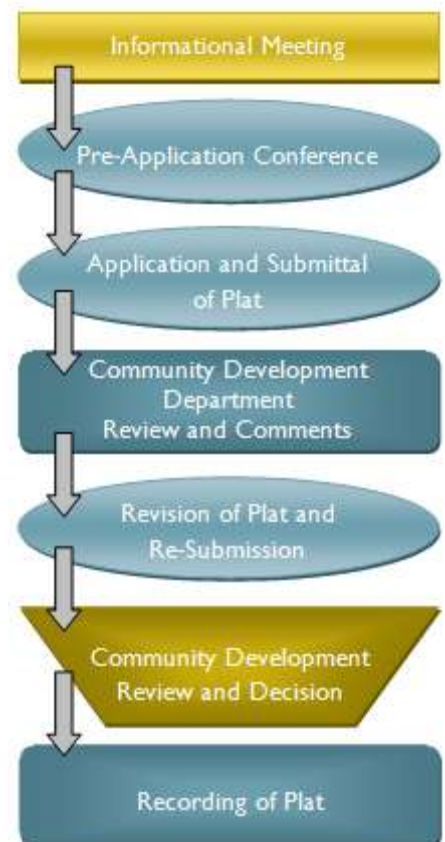 Informational Meeting
Pre-Application Conference
Application and Submittal
of Plat
Community Development
Department
Review and Comments
Revision of Plat and
Re-Submission
Community Development
Review and Decision
Recording of Plat